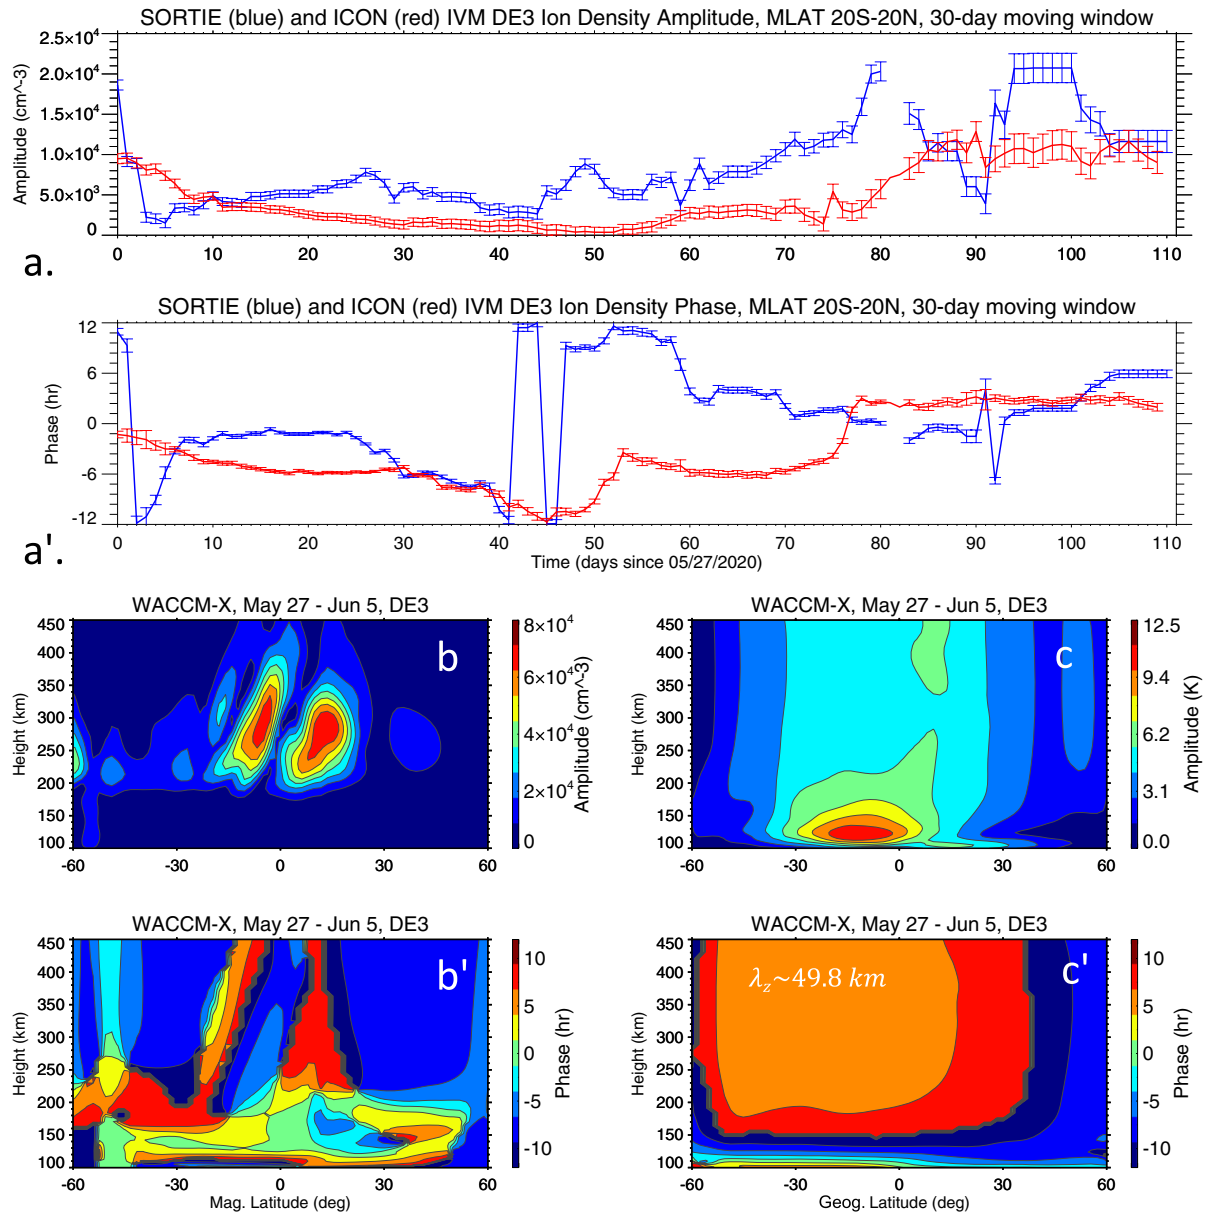 SORTIE (blue) and ICON (red) IVM DE3 Ion Density Amplitude, MLAT 20S-20N, 30-day moving window
Amplitude (cm^-3)
2.5×10⁴
2.0×10⁴
1.5×10⁴
1.0×10⁴
5.0×10³
0
0 10 20 30 40 50 60 70 80 90 100 110
a.
SORTIE (blue) and ICON (red) IVM DE3 Ion Density Phase, MLAT 20S-20N, 30-day moving window
Phase (hr)
12
6
0
-6
-12
0 10 20 30 40 50 60 70 80 90 100 110
Time (days since 05/27/2020)
a'.
WACCM-X, May 27 - Jun 5, DE3
b
Height (km)
450
400
350
300
250
200
150
100
-60 -30 0 30 60
8×10⁴
6×10⁴
4×10⁴
2×10⁴
0
Amplitude (cm^-3)
WACCM-X, May 27 - Jun 5, DE3
c
Height (km)
450
400
350
300
250
200
150
100
-60 -30 0 30 60
12.5
9.4
6.2
3.1
0.0
Amplitude (K)
WACCM-X, May 27 - Jun 5, DE3
b'
Height (km)
450
400
350
300
250
200
150
100
-60 -30 0 30 60
Mag. Latitude (deg)
10
5
0
-5
-10
Phase (hr)
WACCM-X, May 27 - Jun 5, DE3
λz~49.8 km
c'
Height (km)
450
400
350
300
250
200
150
100
-60 -30 0 30 60
Geog. Latitude (deg)
10
5
0
-5
-10
Phase (hr)